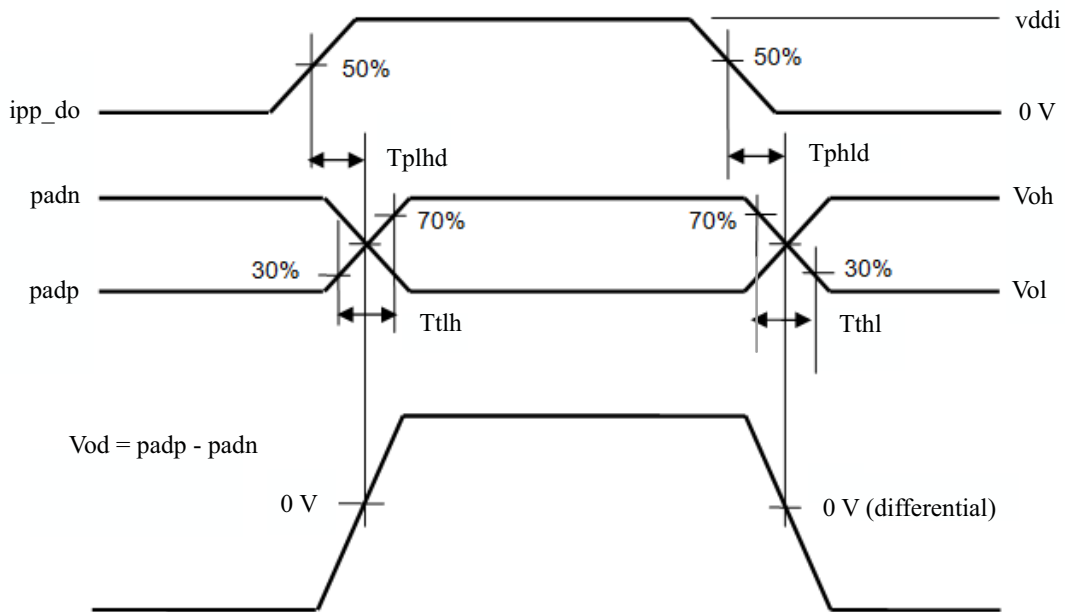 vddi
50%
50%
ipp_do
0 V
Tplhd
Tphld
padn
Voh
70%
70%
30%
30%
padp
Vol
Ttlh
Tthl
Vod = padp - padn
0 V
0 V (differential)